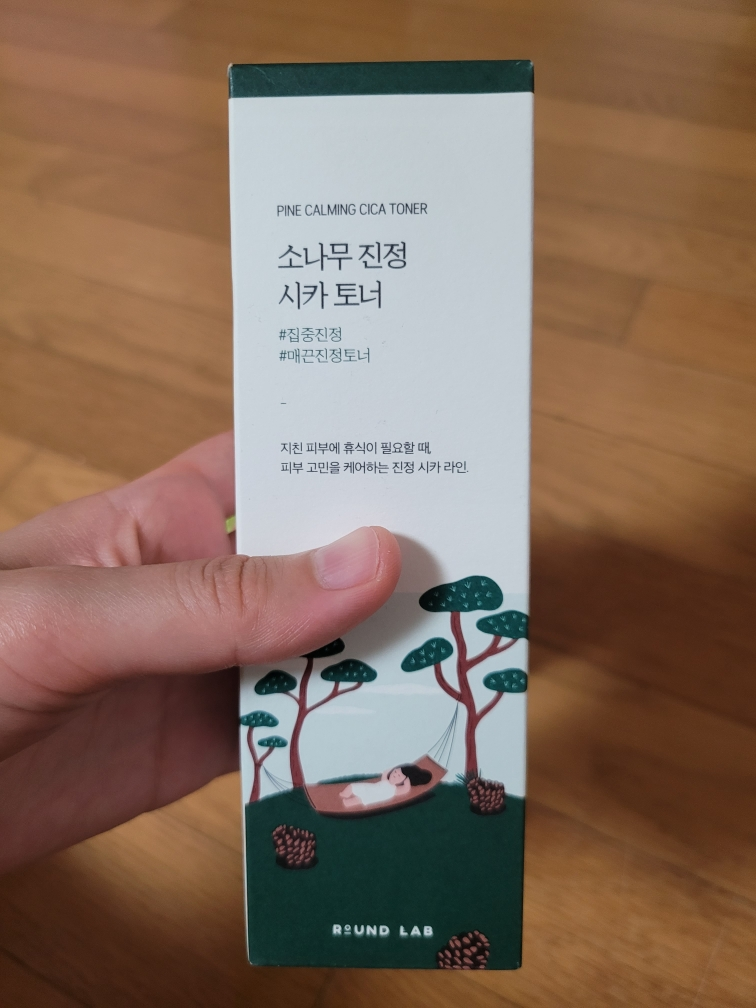 PINE CALMING CICA TONER
소나무 진정
시카 토너
#집중진정
#매끈진정토너
–
지친 피부에 휴식이 필요할 때,
피부 고민을 케어하는 진정 시카 라인.
ROUND LAB